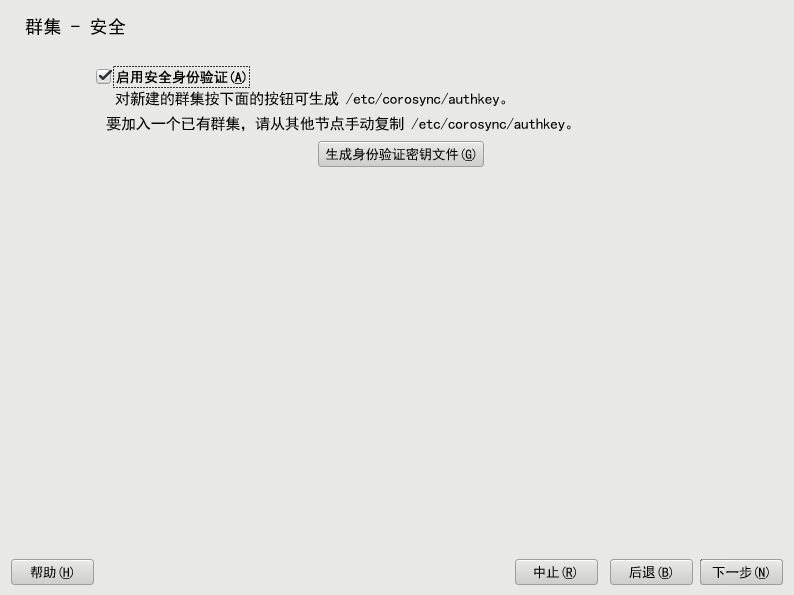 群集 - 安全
启用安全身份验证(A)
对新建的群集按下面的按钮可生成 /etc/corosync/authkey。
要加入一个已有群集，请从其他节点手动复制 /etc/corosync/authkey。
生成身份验证密钥文件(G)
帮助(H) 中止(R) 后退(B) 下一步(N)